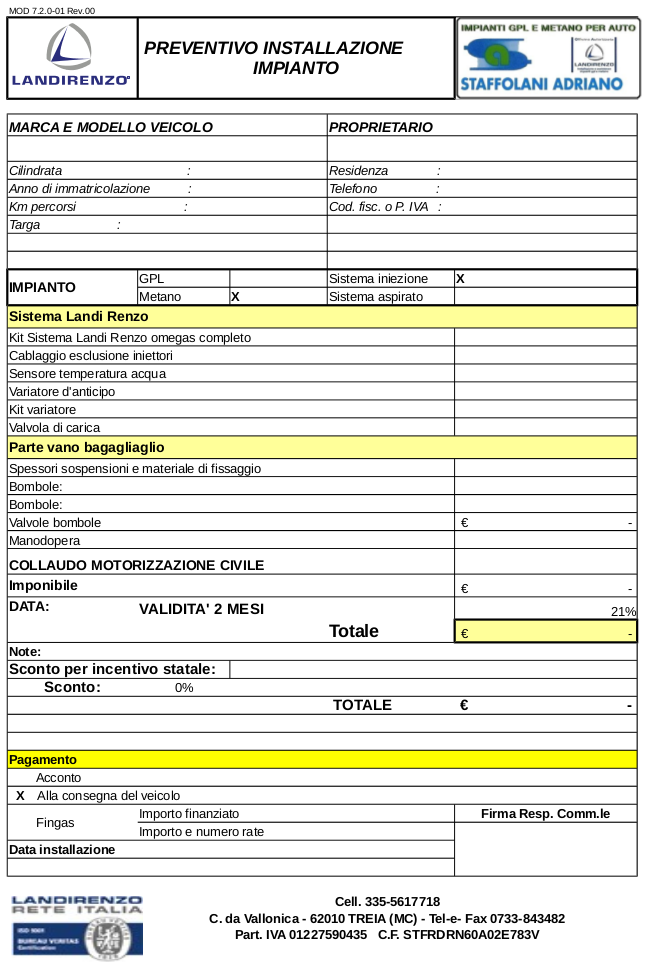 MOD 7.2.0-01 Rev.00
LANDIRENZO®
PREVENTIVO INSTALLAZIONE
IMPIANTO
IMPIANTI GPL E METANO PER AUTO
LANDIRENZO
STAFFOLANI ADRIANO
MARCA E MODELLO VEICOLO PROPRIETARIO
Cilindrata : Residenza :
Anno di immatricolazione : Telefono :
Km percorsi : Cod. fisc. o P. IVA :
Targa :
IMPIANTO
GPL Sistema iniezione X
Metano X Sistema aspirato
Sistema Landi Renzo
Kit Sistema Landi Renzo omegas completo
Cablaggio esclusione iniettori
Sensore temperatura acqua
Variatore d'anticipo
Kit variatore
Valvola di carica
Parte vano bagagliaglio
Spessori sospensioni e materiale di fissaggio
Bombole:
Bombole:
Valvole bombole € -
Manodopera
COLLAUDO MOTORIZZAZIONE CIVILE
Imponibile € -
DATA: VALIDITA' 2 MESI 21%
Totale € -
Note:
Sconto per incentivo statale:
Sconto: 0%
TOTALE € -
Pagamento
Acconto
X Alla consegna del veicolo
Fingas
Importo finanziato Firma Resp. Comm.le
Importo e numero rate
Data installazione
LANDIRENZO
RETE ITALIA
ISO 9001
BUREAU VERITAS
Certification
Cell. 335-5617718
C. da Vallonica - 62010 TREIA (MC) - Tel-e- Fax 0733-843482
Part. IVA 01227590435 C.F. STFRDRN60A02E783V